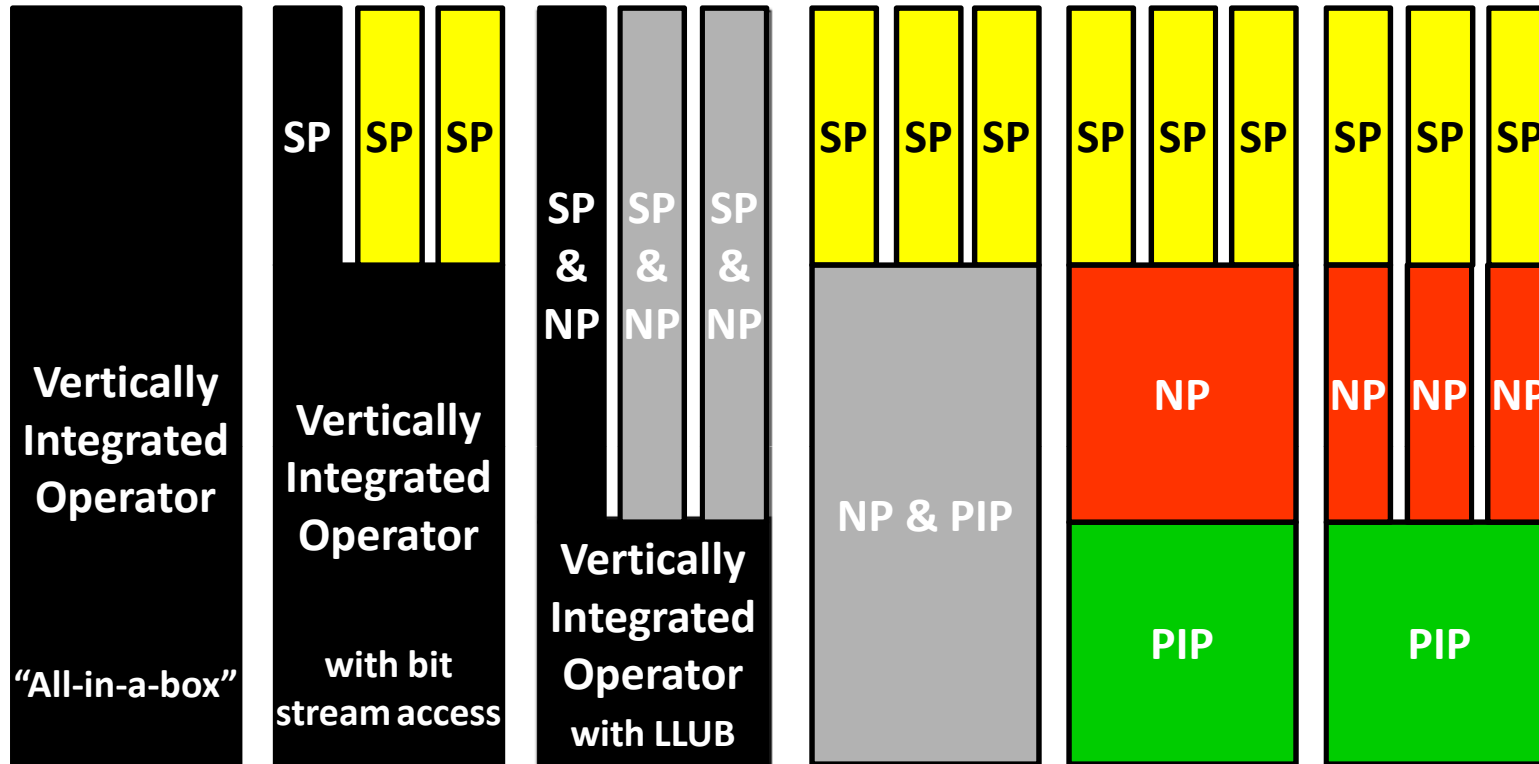 Vertically
Integrated
Operator
“All-in-a-box”
SP
SP
SP
Vertically
Integrated
Operator
with bit
stream access
SP
&
NP
SP
&
NP
SP
&
NP
Vertically
Integrated
Operator
with LLUB
SP
SP
SP
NP & PIP
SP
SP
SP
NP
PIP
SP
SP
SP
NP
NP
NP
PIP